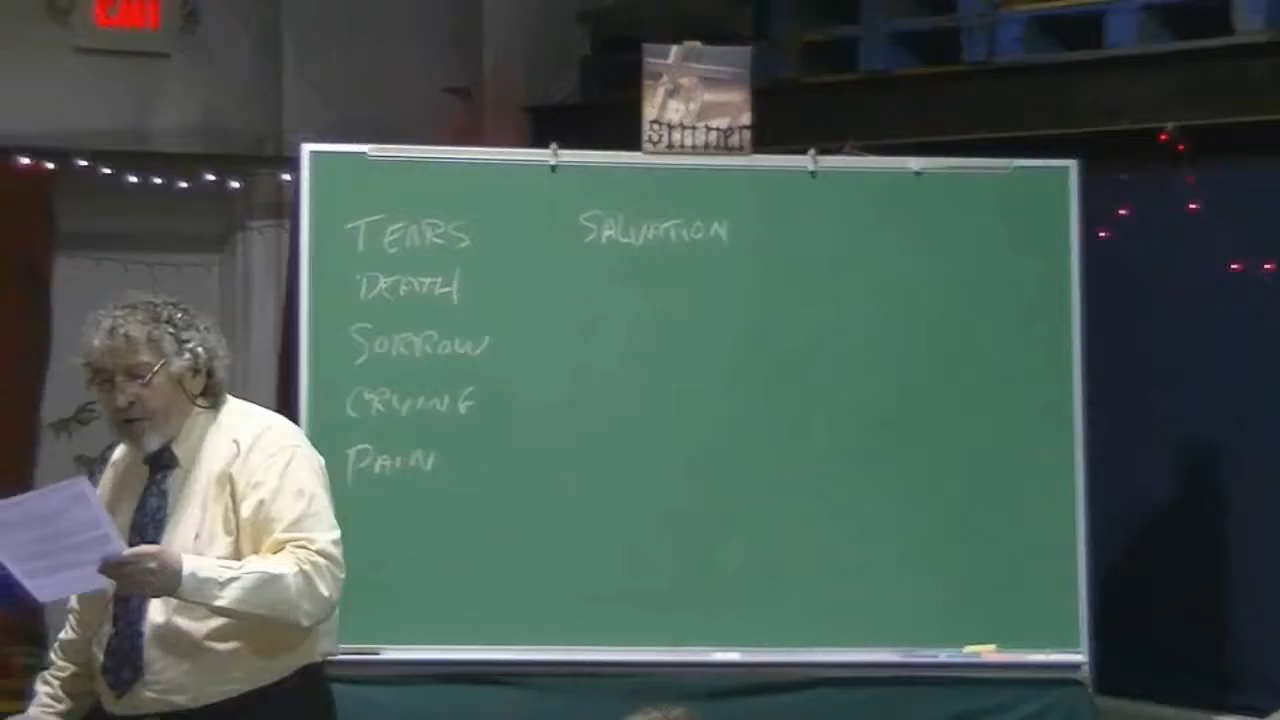 EXIT
sinner
TEARS SALVATION
DEATH
SORROW
CRYING
PAIN